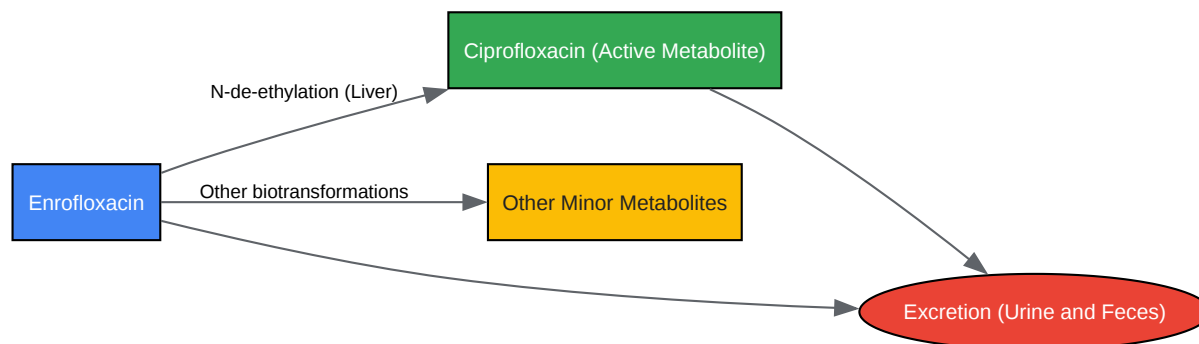 Ciprofloxacin (Active Metabolite)
N-de-ethylation (Liver)
Enrofloxacin
Other biotransformations
Other Minor Metabolites
Excretion (Urine and Feces)